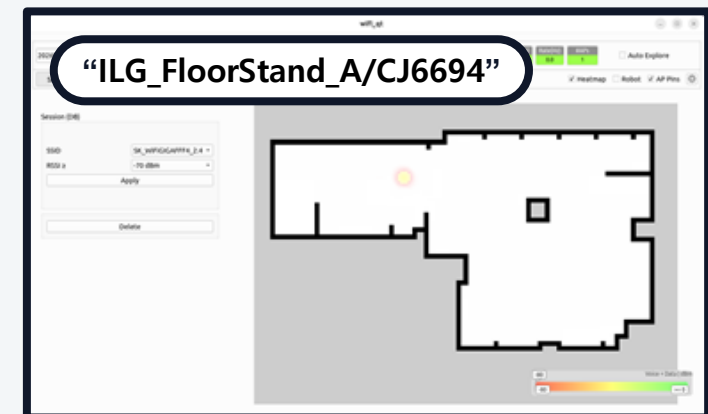 wifi_qt
“ILG_FloorStand_A/CJ6694”
Auto Explore
Heatmap Robot AP Pins
Session (DB)
SSID
RSSI ≥ -70 dBm
Apply
Delete